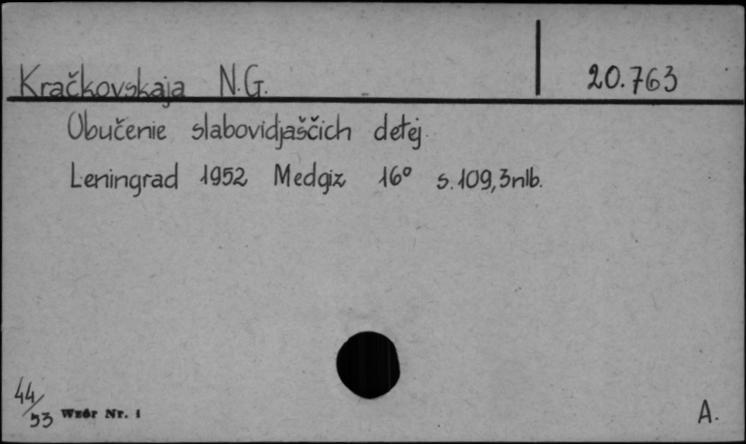 Kračkovskaja N.G. 20.763
Obučenie slabovidjaščich detej.
Leningrad 1952 Medgiz 16° s.109,3nlb.
44/53 Wzór Nr. 1
A.